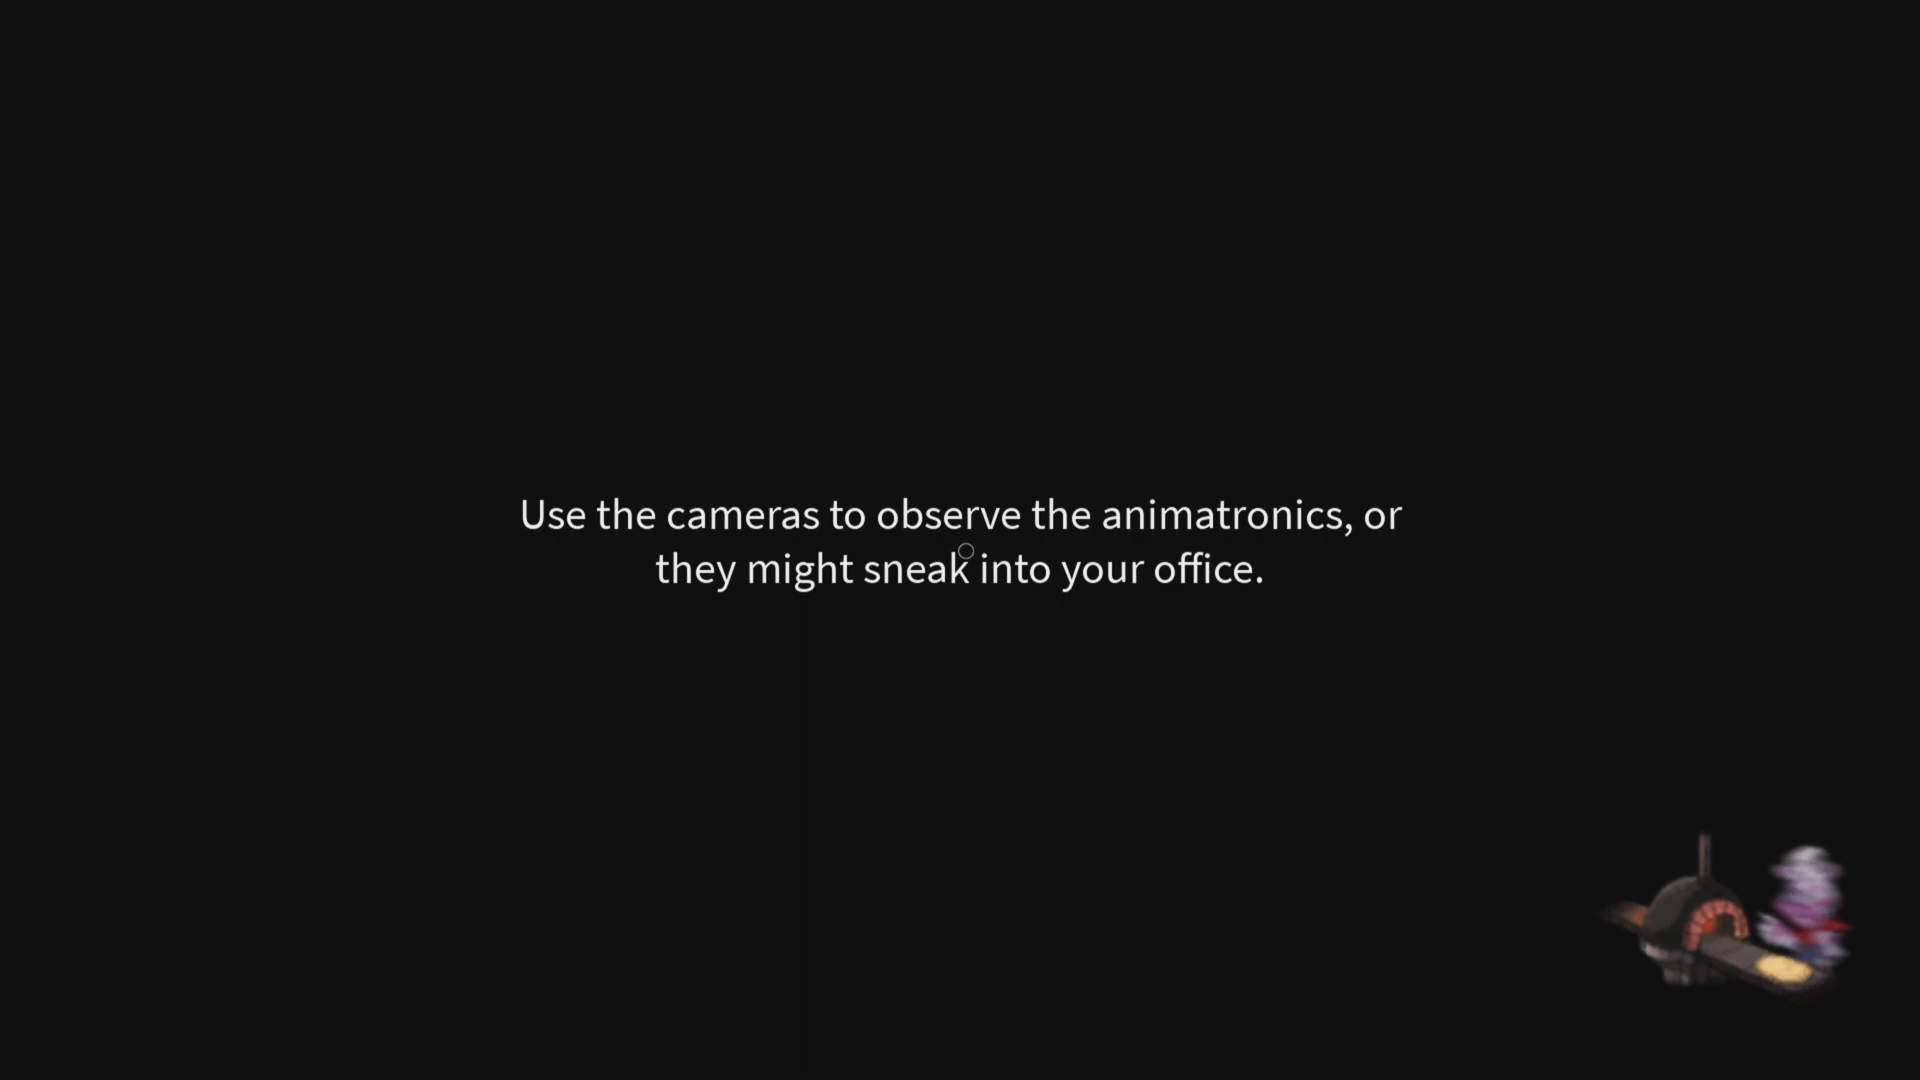 Use the cameras to observe the animatronics, or
they might sneak into your office.